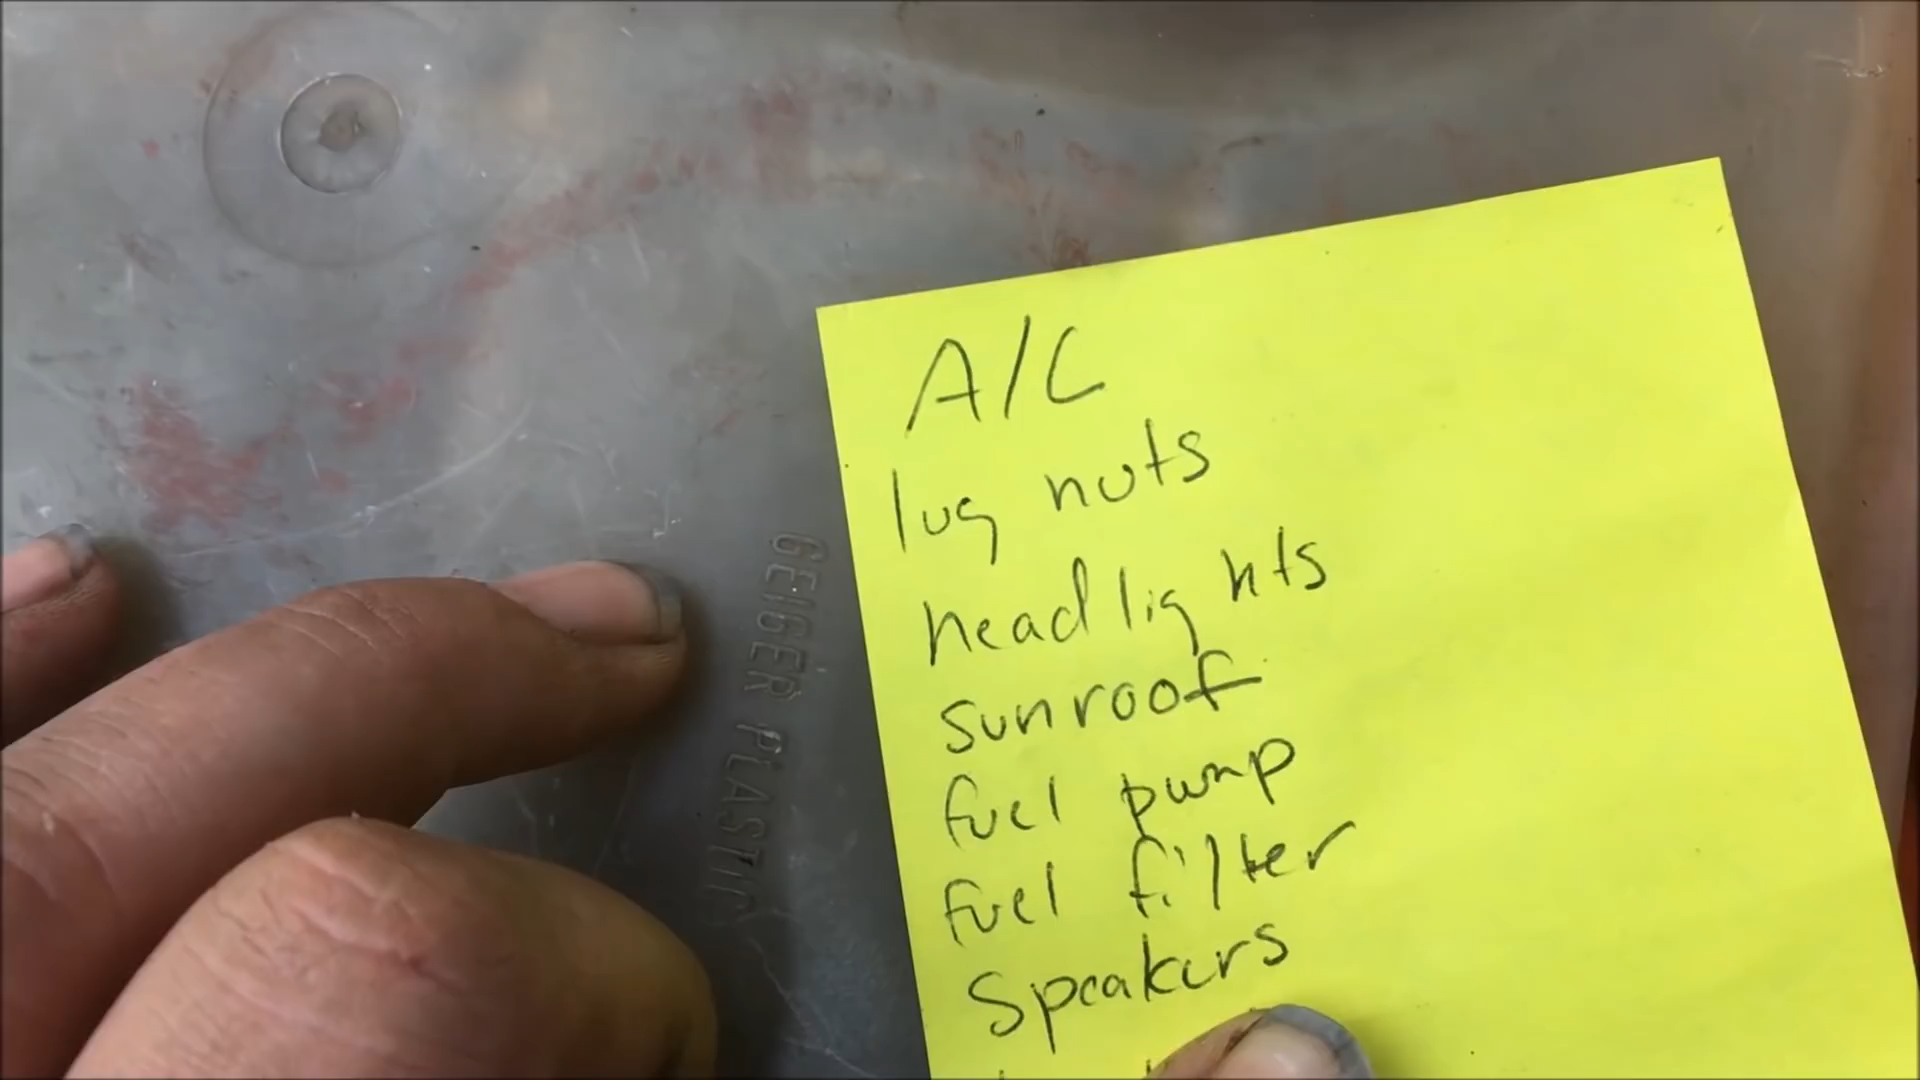 A/C
lug nuts
headlights
sunroof
fuel pump
fuel filter
Speakers
GEIGER PLASTIC